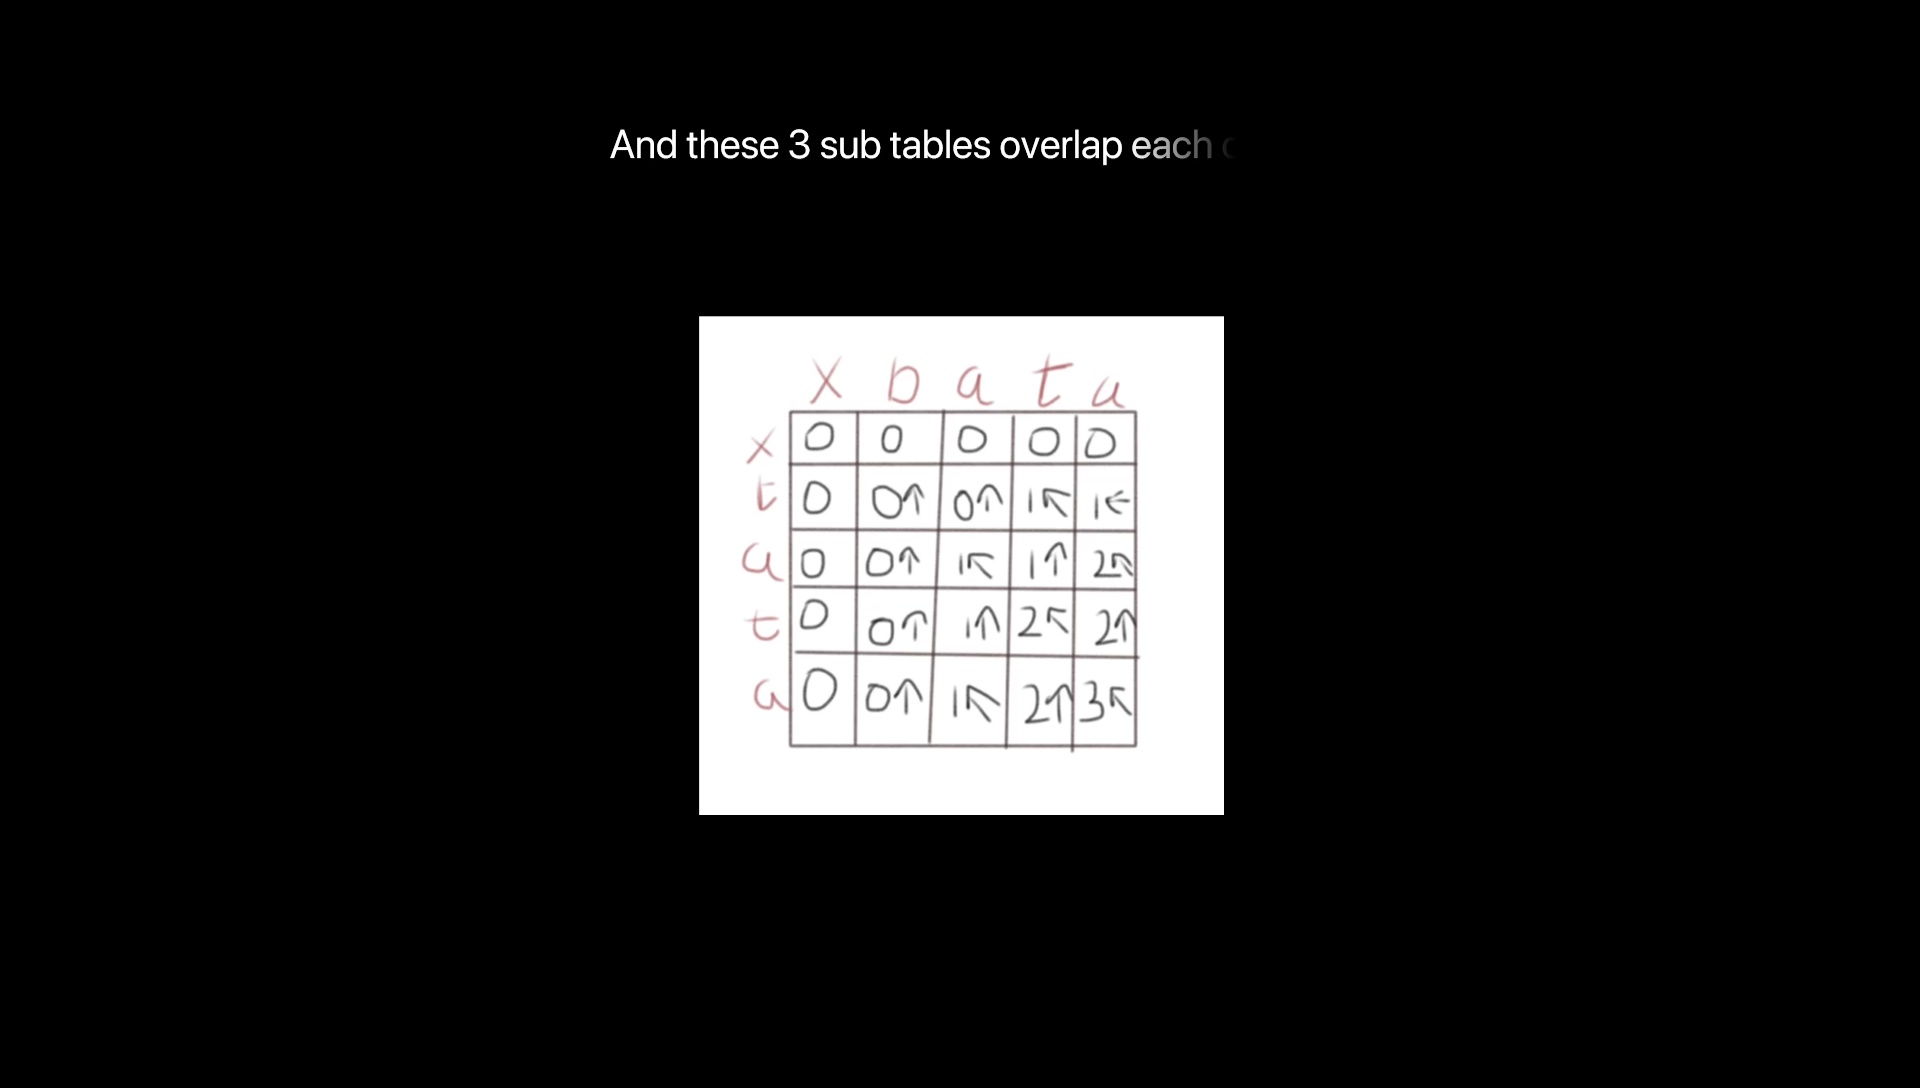 And these 3 sub tables overlap each
x b a t a
x 0 0 0 0 0
t 0 0↑ 0↑ 1↖ 1←
a 0 0↑ 1↖ 1↑ 2↖
t 0 0↑ 1↑ 2↖ 2↑
a 0 0↑ 1↖ 2↑ 3↖